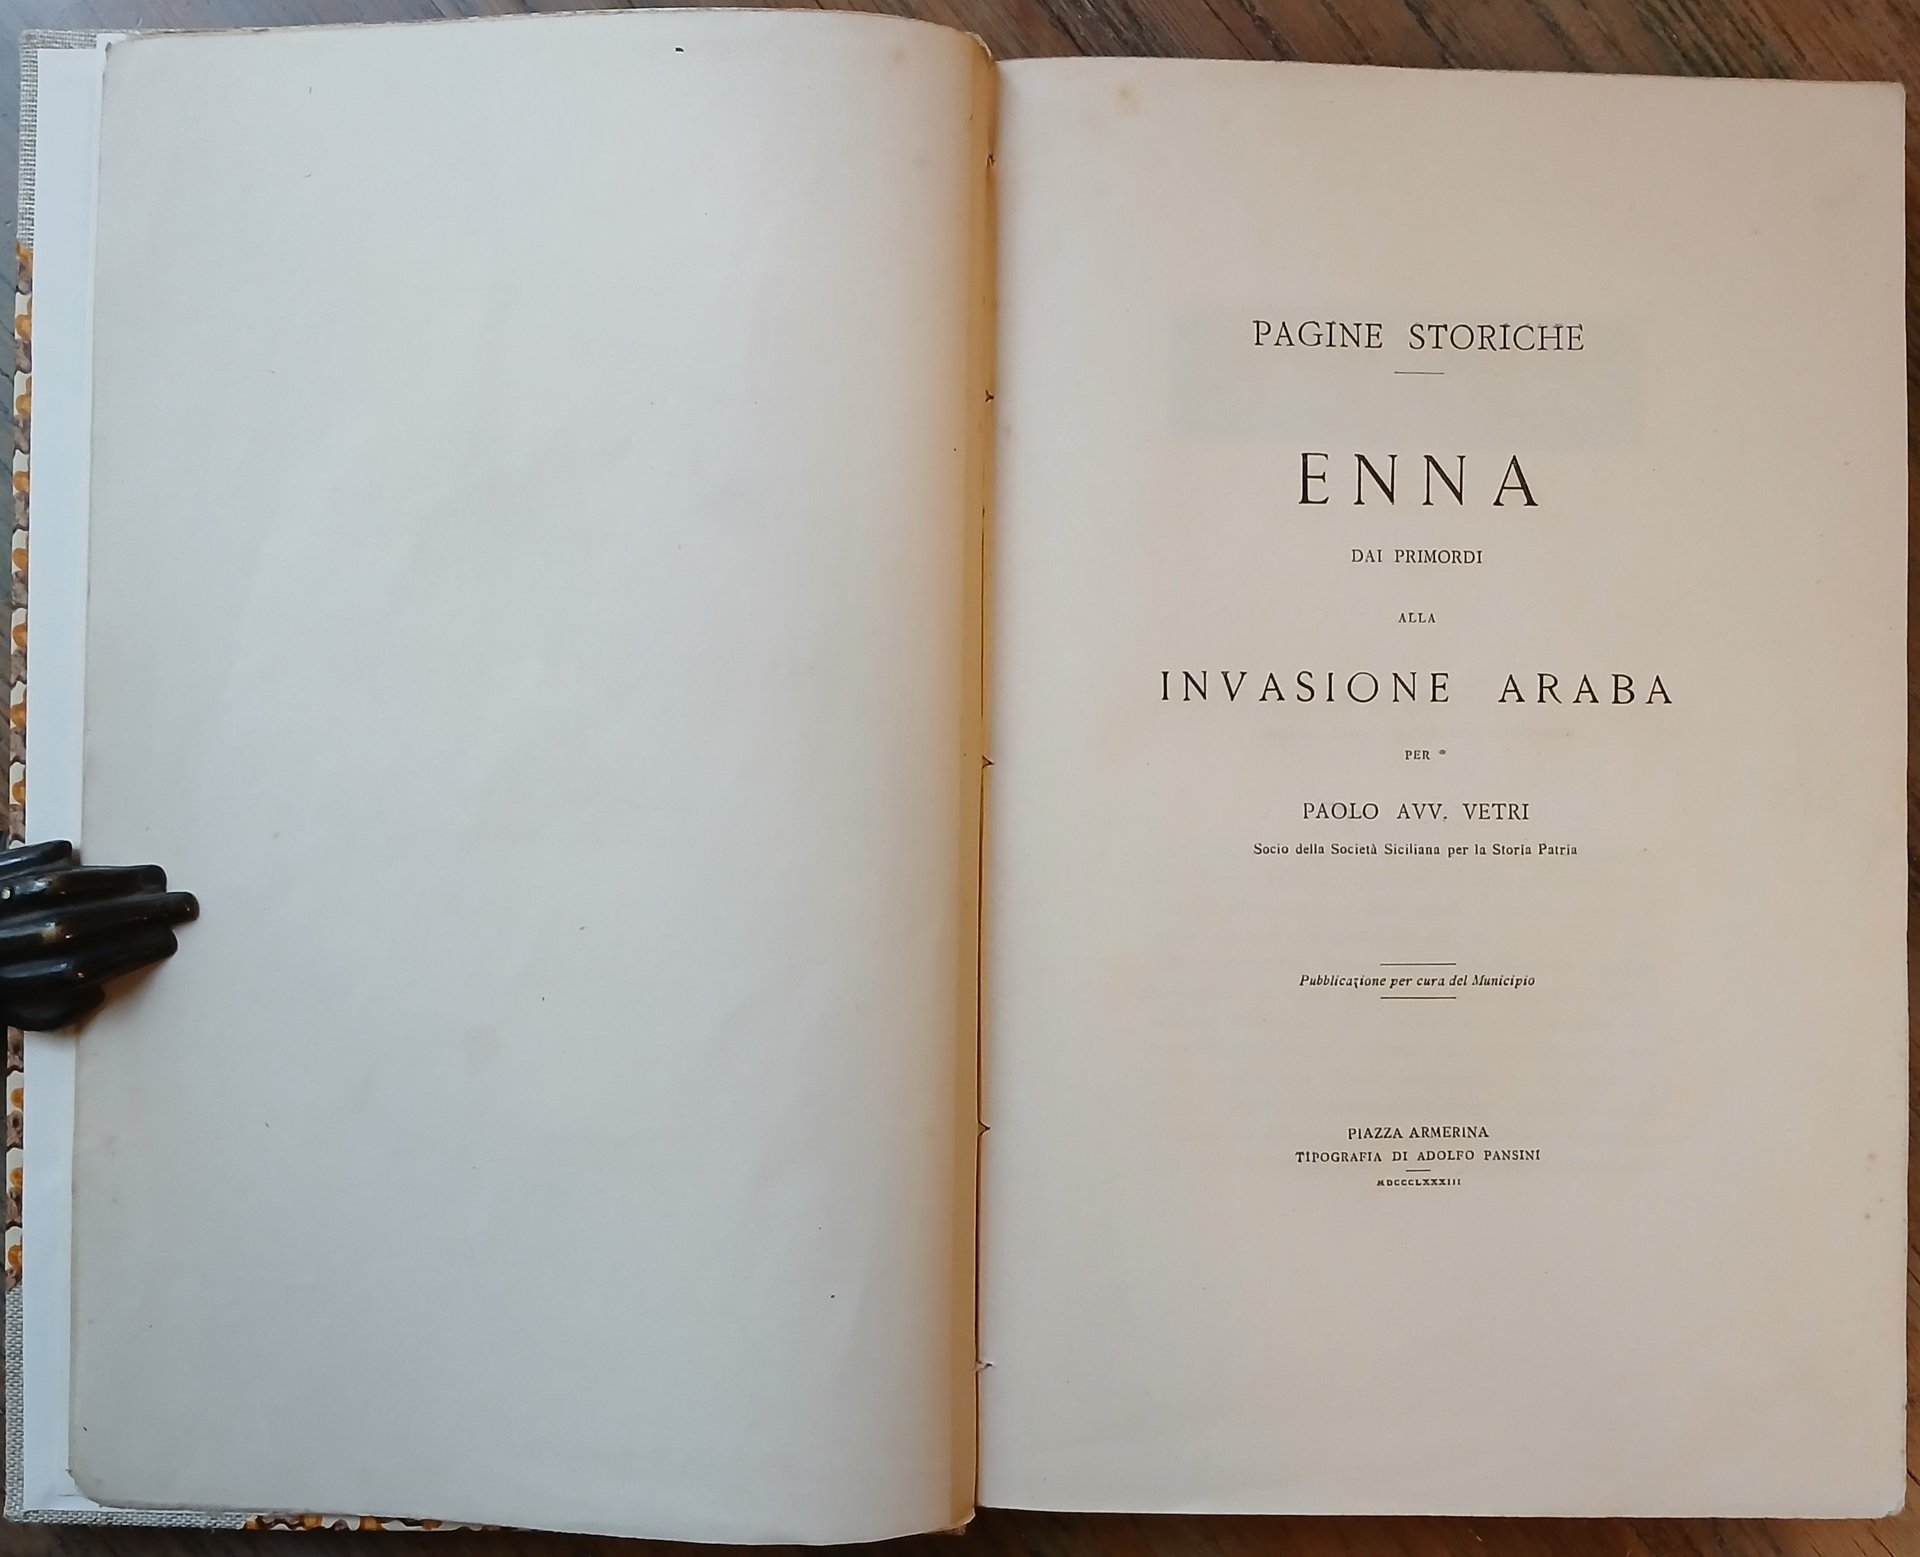 PAGINE STORICHE
ENNA
DAI PRIMORDI
ALLA
INVASIONE ARABA
PER
PAOLO AVV. VETRI
Socio della Società Siciliana per la Storia Patria
Pubblicazione per cura del Municipio
PIAZZA ARMERINA
TIPOGRAFIA DI ADOLFO PANSINI
MDCCCLXXXIII